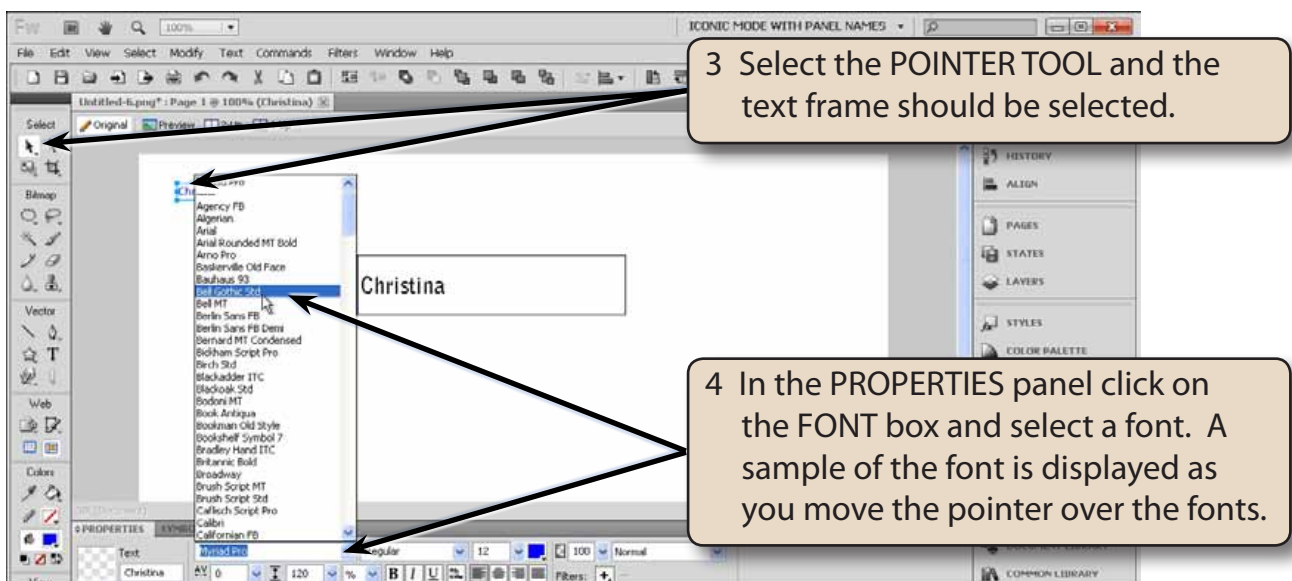 Fw 100% ICONIC MODE WITH PANEL NAMES
File Edit View Select Modify Text Commands Filters Window Help
Untitled-6.png* : Page 1 @ 100% (Christina)
3 Select the POINTER TOOL and the
text frame should be selected.
Select
Original Preview
HISTORY
ALIGN
Bitmap
PAGES
STATES
LAYERS
STYLES
COLOR PALETTE
Agency FB
Algerian
Arial
Arial Rounded MT Bold
Arno Pro
Baskerville Old Face
Bauhaus 93
Bell Gothic Std
Bell MT
Berlin Sans FB
Berlin Sans FB Demi
Bernard MT Condensed
Bickham Script Pro
Birch Std
Blackadder ITC
Blackoak Std
Bodoni MT
Book Antiqua
Bookman Old Style
Bookshelf Symbol 7
Bradley Hand ITC
Britannic Bold
Broadway
Brush Script MT
Brush Script Std
Caflisch Script Pro
Calibri
Californian FB
Christina
Vector
Web
Colors
4 In the PROPERTIES panel click on
the FONT box and select a font. A
sample of the font is displayed as
you move the pointer over the fonts.
PROPERTIES
Text Myriad Pro 12 100 Normal
Christina AV 0 120 % B I U Filters:
COMMON LIBRARY